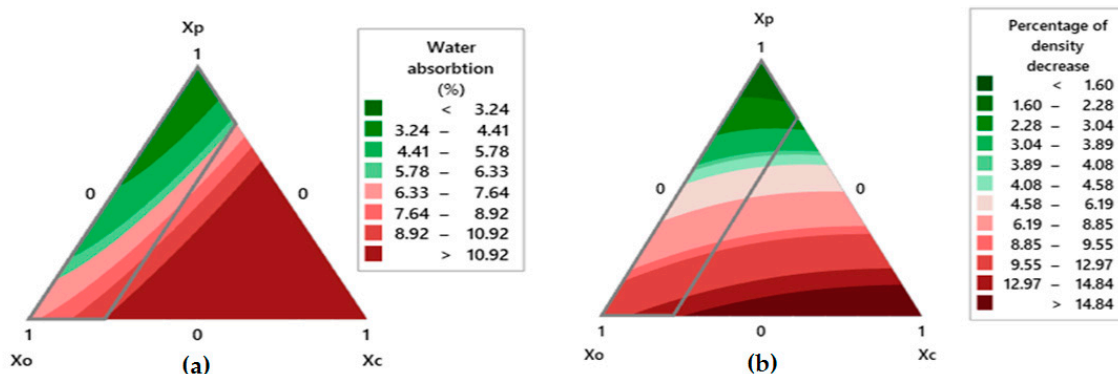 Xp
1
0
0
1
0
1
Xo
(a)
Xc
Water
absorbtion
(%)
< 3.24
3.24 – 4.41
4.41 – 5.78
5.78 – 6.33
6.33 – 7.64
7.64 – 8.92
8.92 – 10.92
> 10.92
Xp
1
0
0
1
0
1
Xo
(b)
Xc
Percentage of
density
decrease
< 1.60
1.60 – 2.28
2.28 – 3.04
3.04 – 3.89
3.89 – 4.08
4.08 – 4.58
4.58 – 6.19
6.19 – 8.85
8.85 – 9.55
9.55 – 12.97
12.97 – 14.84
> 14.84